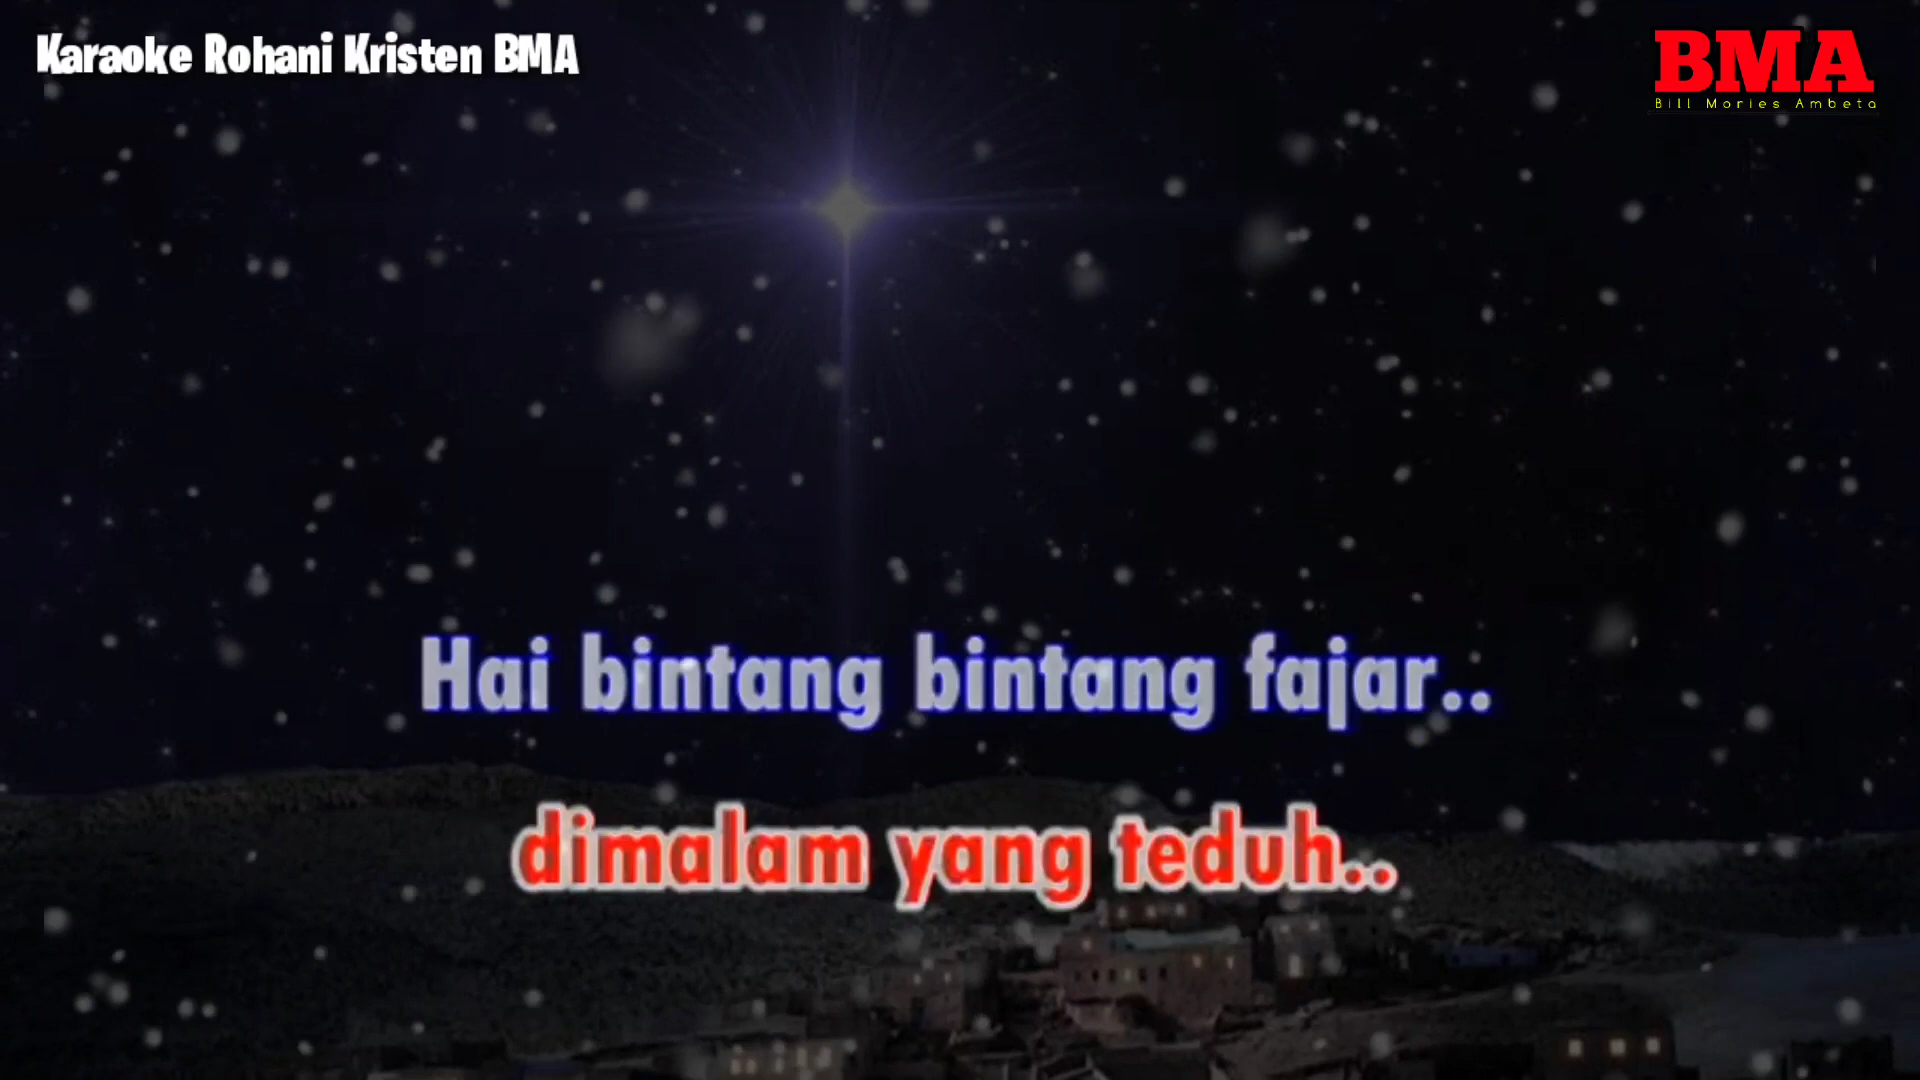 Karaoke Rohani Kristen BMA
BMA
Bill Mories Ambeta
Hai bintang bintang fajar..
dimalam yang teduh..